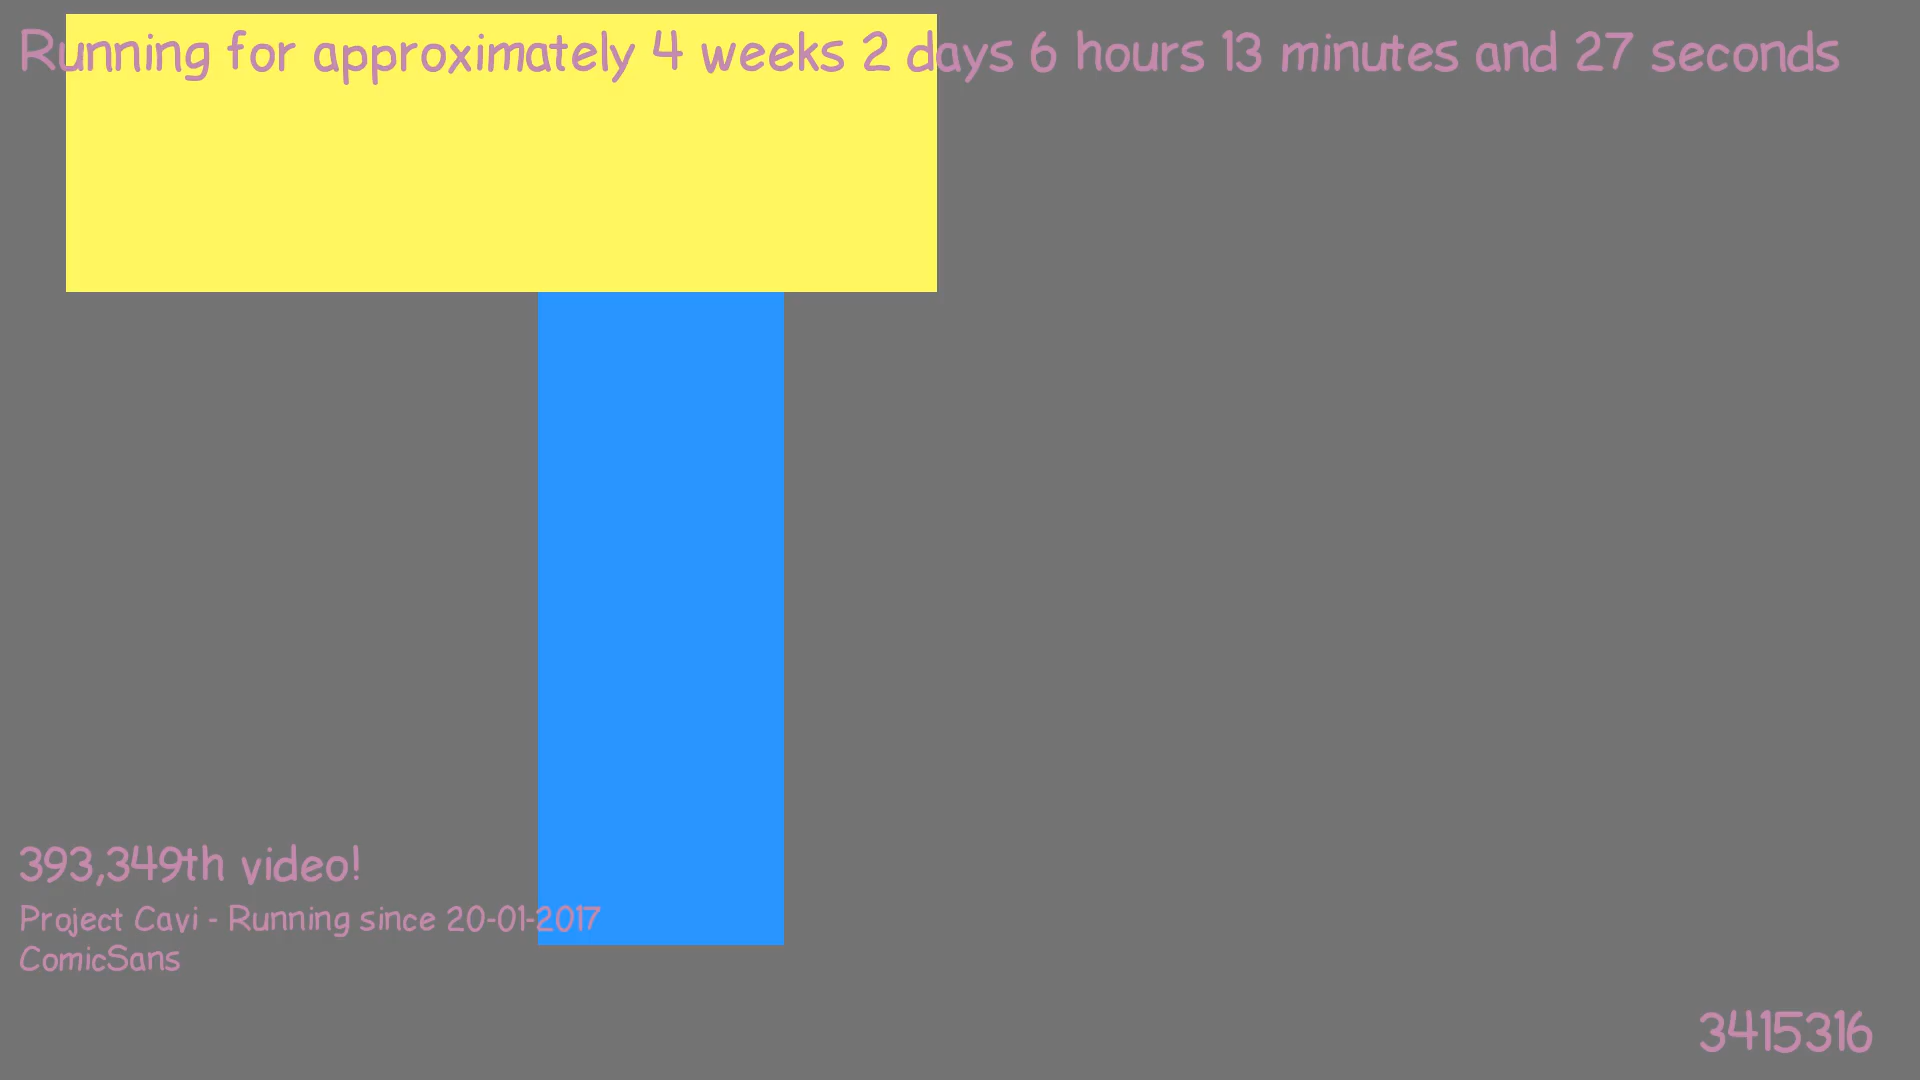 Running for approximately 4 weeks 2 days 6 hours 13 minutes and 27 seconds
393,349th video!
Project Cavi - Running since 20-01-2017
ComicSans
3415316